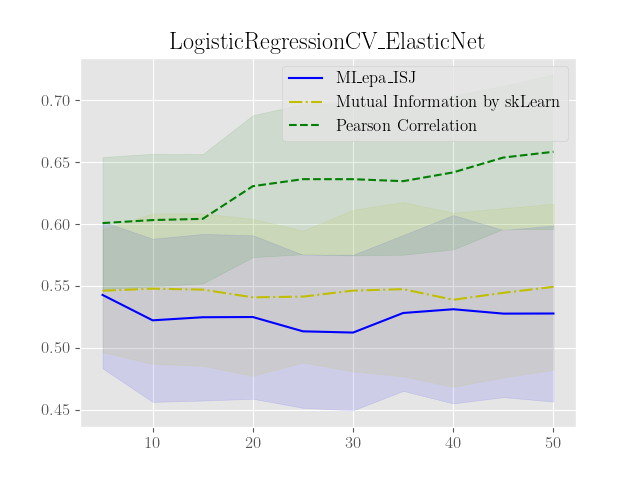 LogisticRegressionCV_ElasticNet
MI_epa_ISJ
Mutual Information by skLearn
Pearson Correlation
0.70
0.65
0.60
0.55
0.50
0.45
10 20 30 40 50